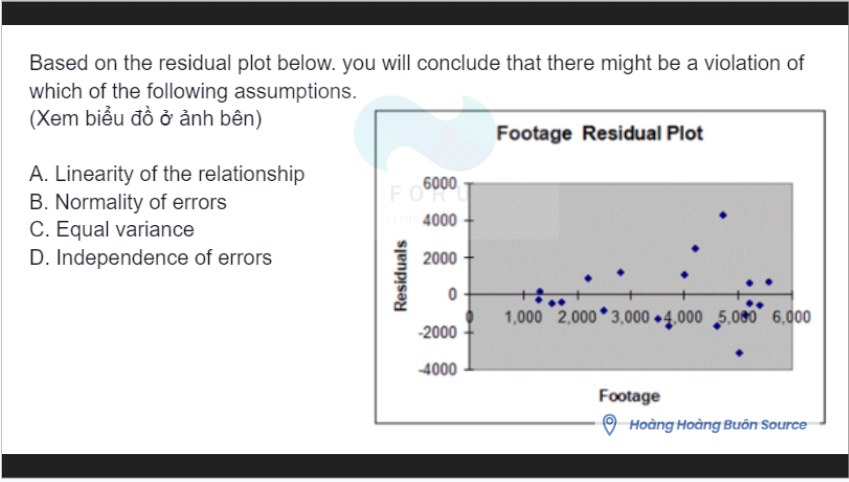 Based on the residual plot below. you will conclude that there might be a violation of
which of the following assumptions.
(Xem biểu đồ ở ảnh bên)
A. Linearity of the relationship
B. Normality of errors
C. Equal variance
D. Independence of errors
Footage Residual Plot
6000
4000
2000
0
-2000
-4000
Residuals
0 1,000 2,000 3,000 4,000 5,000 6,000
Footage
FORU
Hoàng Hoàng Buôn Source